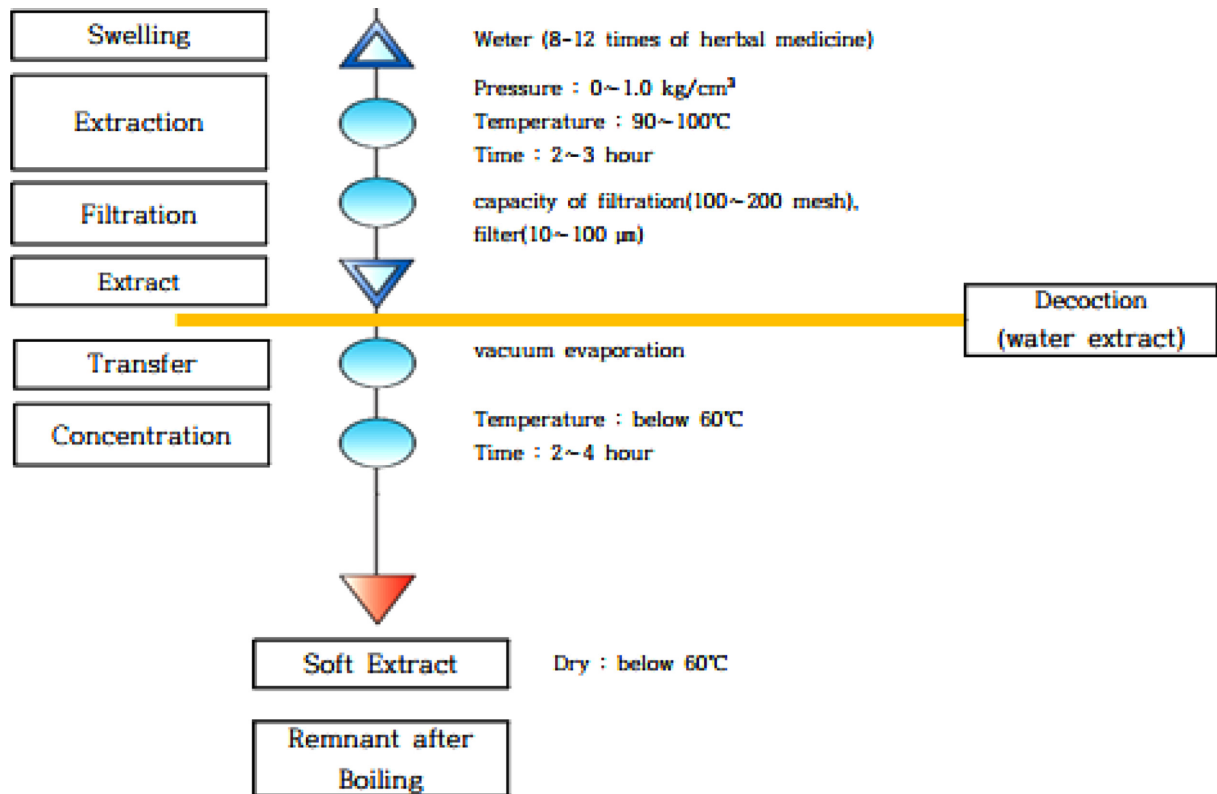 Swelling
Weter (8-12 times of herbal medicine)
Extraction
Pressure : 0~1.0 kg/cm³
Temperature : 90~100℃
Time : 2~3 hour
Filtration
capacity of filtration(100~200 mesh),
filter(10~100 ㎛)
Extract
Decoction
(water extract)
Transfer
vacuum evaporation
Concentration
Temperature : below 60℃
Time : 2~4 hour
Soft Extract
Dry : below 60℃
Remnant after
Boiling